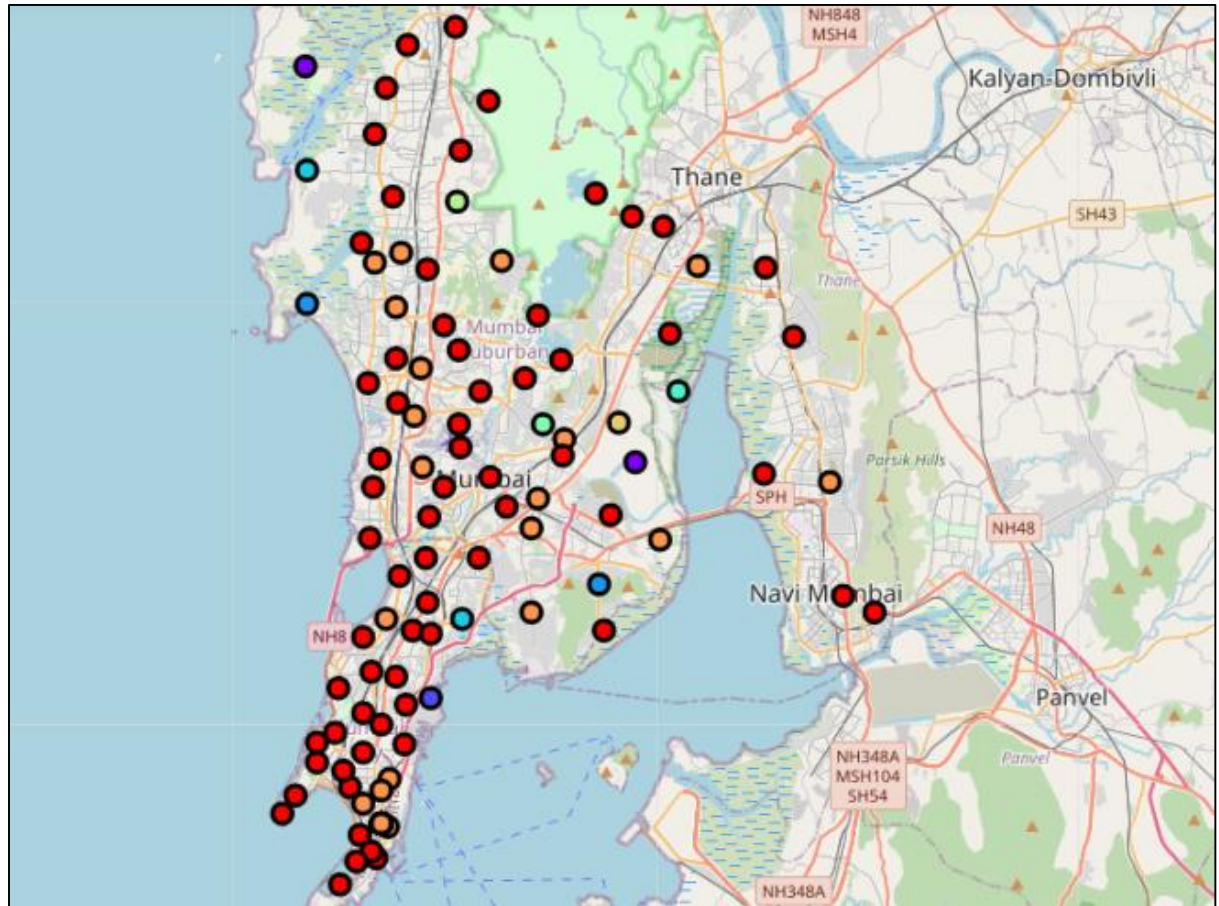 NH848
MSH4
Kalyan-Dombivli
Thane
SH43
Thane
Mumbai
Suburban
Parsik Hills
Mumbai
SPH
NH48
Navi Mumbai
NH8
Panvel
NH348A
MSH104
SH54
Panvel
NH348A